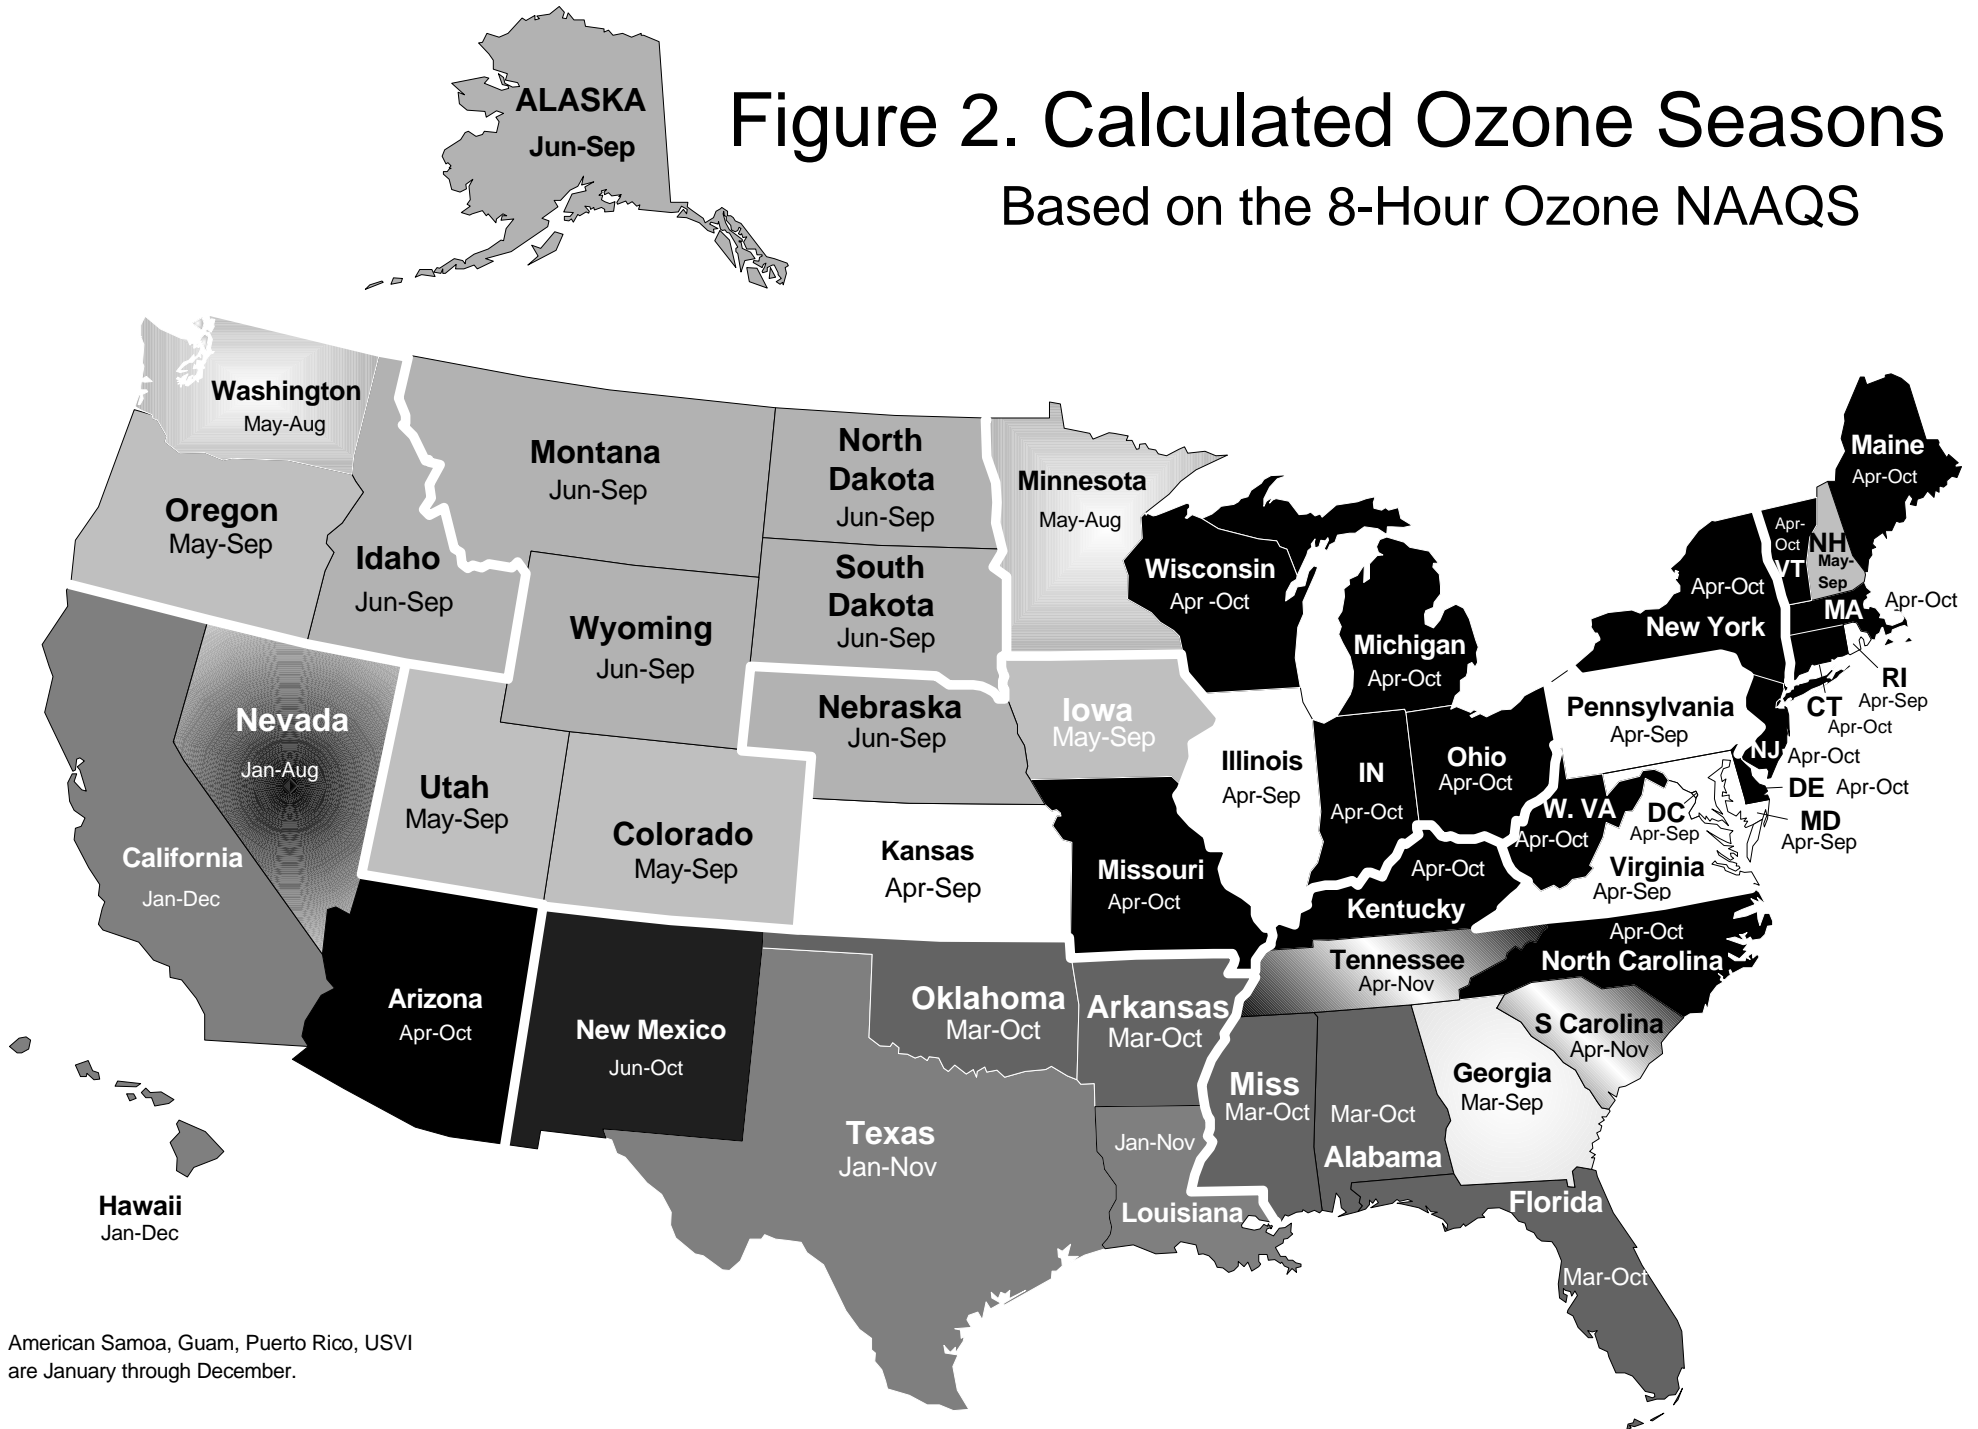 ALASKA
Jun-Sep
Figure 2. Calculated Ozone Seasons
Based on the 8-Hour Ozone NAAQS
Washington
May-Aug
Oregon
May-Sep
Idaho
Jun-Sep
Montana
Jun-Sep
North
Dakota
Jun-Sep
South
Dakota
Jun-Sep
Wyoming
Jun-Sep
Minnesota
May-Aug
Wisconsin
Apr -Oct
Michigan
Apr-Oct
Maine
Apr-Oct
Apr-
Oct
VT
NH
May-
Sep
Apr-Oct
New York
MA
Apr-Oct
RI
Apr-Sep
CT
Apr-Oct
NJ
Apr-Oct
DE
Apr-Oct
MD
Apr-Sep
Pennsylvania
Apr-Sep
Nevada
Jan-Aug
California
Jan-Dec
Utah
May-Sep
Colorado
May-Sep
Nebraska
Jun-Sep
Iowa
May-Sep
Illinois
Apr-Sep
IN
Apr-Oct
Ohio
Apr-Oct
W. VA
Apr-Oct
DC
Apr-Sep
Virginia
Apr-Sep
Kansas
Apr-Sep
Missouri
Apr-Oct
Apr-Oct
Kentucky
Apr-Oct
North Carolina
Tennessee
Apr-Nov
S Carolina
Apr-Nov
Arizona
Apr-Oct
New Mexico
Jun-Oct
Oklahoma
Mar-Oct
Arkansas
Mar-Oct
Miss
Mar-Oct
Mar-Oct
Alabama
Georgia
Mar-Sep
Texas
Jan-Nov
Jan-Nov
Louisiana
Florida
Mar-Oct
Hawaii
Jan-Dec
American Samoa, Guam, Puerto Rico, USVI
are January through December.